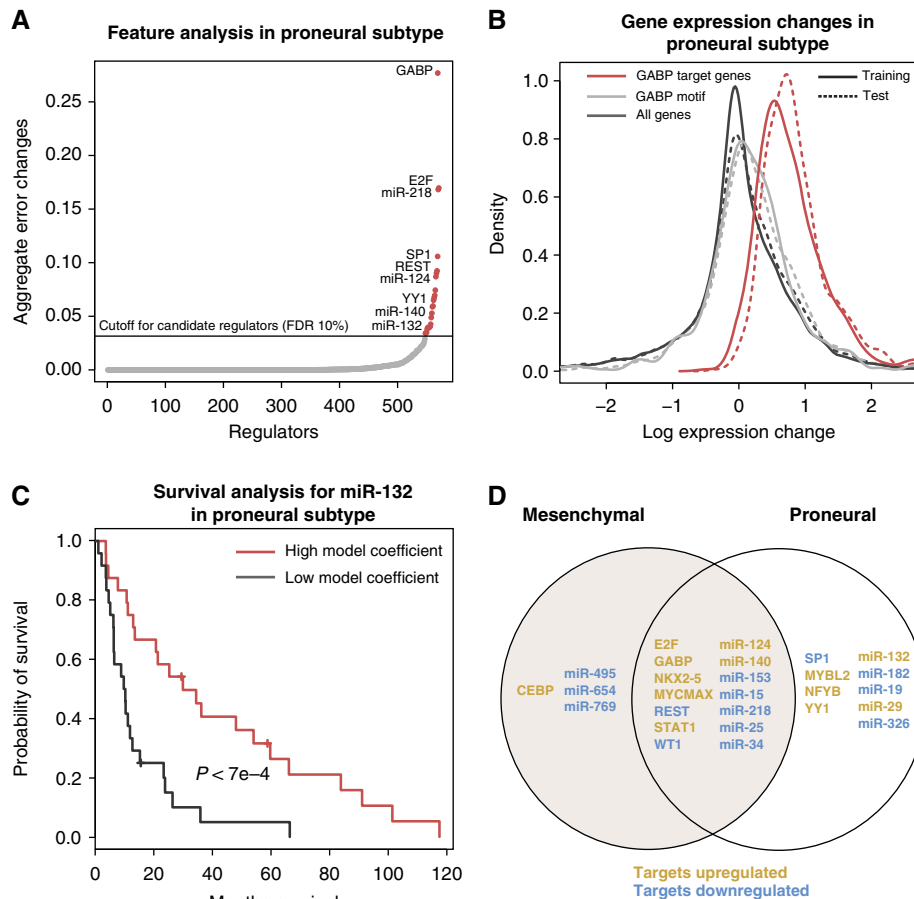 A
Feature analysis in proneural subtype
Aggregate error changes
0.25
0.20
0.15
0.10
0.05
0.00
GABP
E2F
miR-218
SP1
REST
miR-124
YY1
miR-140
miR-132
Cutoff for candidate regulators (FDR 10%)
0 100 200 300 400 500
Regulators
B
Gene expression changes in
proneural subtype
Density
1.0
0.8
0.6
0.4
0.2
0.0
GABP target genes
GABP motif
All genes
Training
Test
−2 −1 0 1 2
Log expression change
C
Survival analysis for miR-132
in proneural subtype
Probability of survival
1.0
0.8
0.6
0.4
0.2
0.0
High model coefficient
Low model coefficient
P < 7e−4
0 20 40 60 80 100 120
D
Mesenchymal
Proneural
CEBP
miR-495
miR-654
miR-769
E2F
GABP
NKX2-5
MYCMAX
REST
STAT1
WT1
miR-124
miR-140
miR-153
miR-15
miR-218
miR-25
miR-34
SP1
MYBL2
NFYB
YY1
miR-132
miR-182
miR-19
miR-29
miR-326
Targets upregulated
Targets downregulated